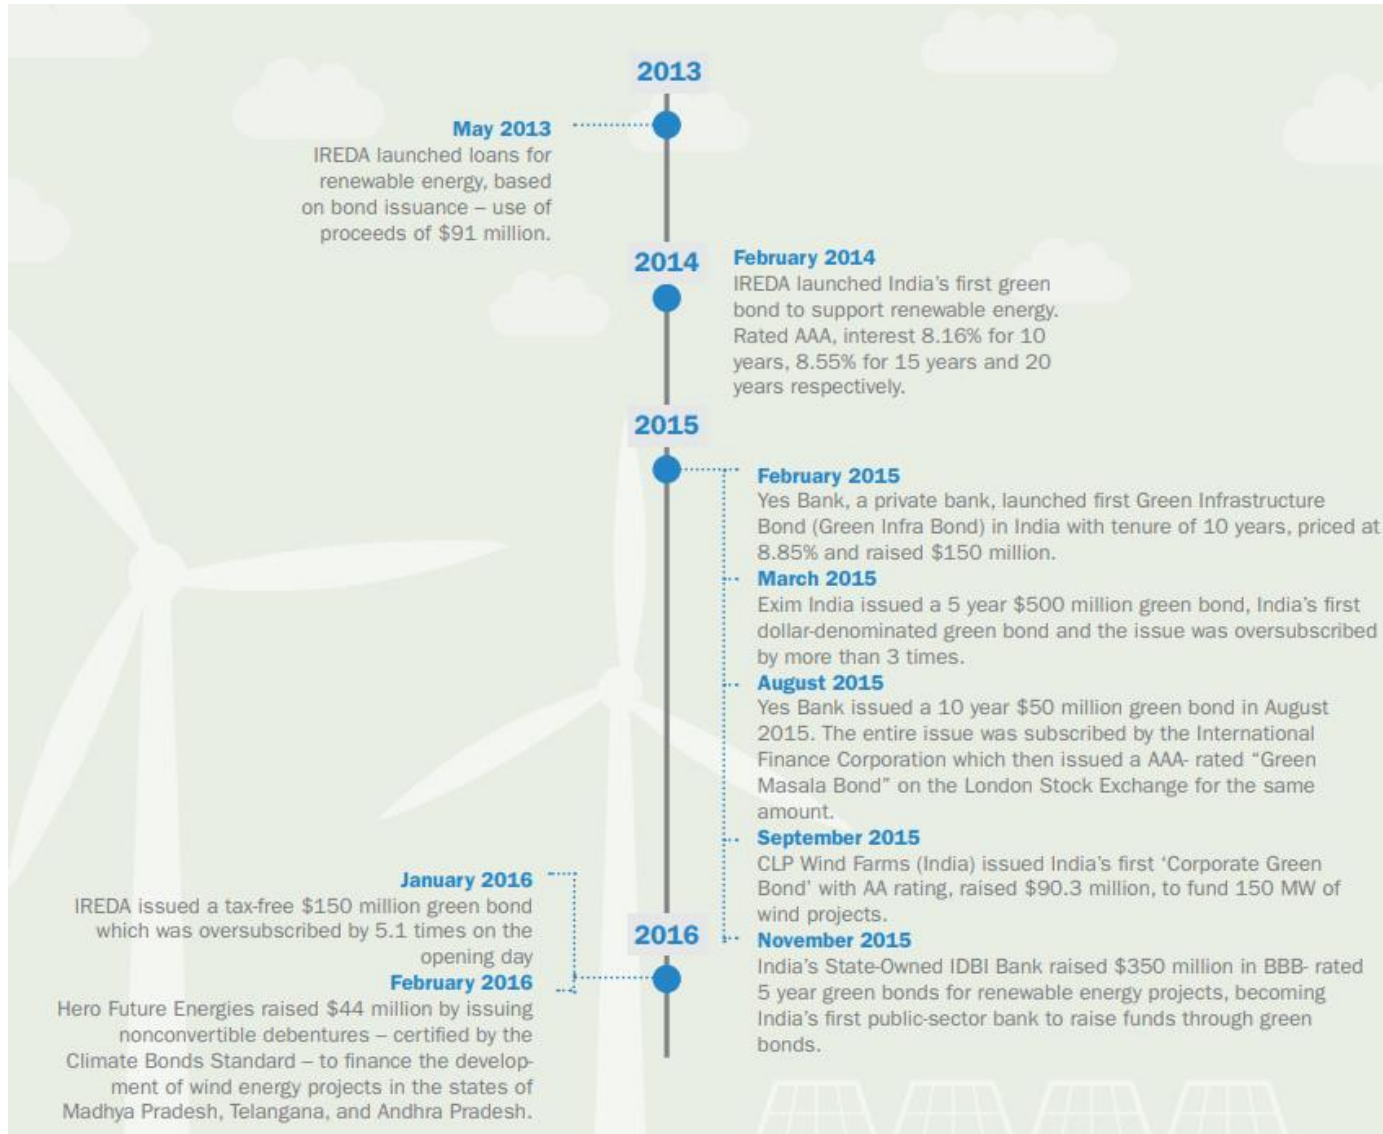 2013
May 2013
IREDA launched loans for
renewable energy, based
on bond issuance – use of
proceeds of $91 million.
2014
February 2014
IREDA launched India's first green
bond to support renewable energy.
Rated AAA, interest 8.16% for 10
years, 8.55% for 15 years and 20
years respectively.
2015
February 2015
Yes Bank, a private bank, launched first Green Infrastructure
Bond (Green Infra Bond) in India with tenure of 10 years, priced at
8.85% and raised $150 million.
March 2015
Exim India issued a 5 year $500 million green bond, India's first
dollar-denominated green bond and the issue was oversubscribed
by more than 3 times.
August 2015
Yes Bank issued a 10 year $50 million green bond in August
2015. The entire issue was subscribed by the International
Finance Corporation which then issued a AAA- rated “Green
Masala Bond” on the London Stock Exchange for the same
amount.
September 2015
CLP Wind Farms (India) issued India's first ‘Corporate Green
Bond’ with AA rating, raised $90.3 million, to fund 150 MW of
wind projects.
November 2015
India's State-Owned IDBI Bank raised $350 million in BBB- rated
5 year green bonds for renewable energy projects, becoming
India's first public-sector bank to raise funds through green
bonds.
2016
January 2016
IREDA issued a tax-free $150 million green bond
which was oversubscribed by 5.1 times on the
opening day
February 2016
Hero Future Energies raised $44 million by issuing
nonconvertible debentures – certified by the
Climate Bonds Standard – to finance the develop-
ment of wind energy projects in the states of
Madhya Pradesh, Telangana, and Andhra Pradesh.